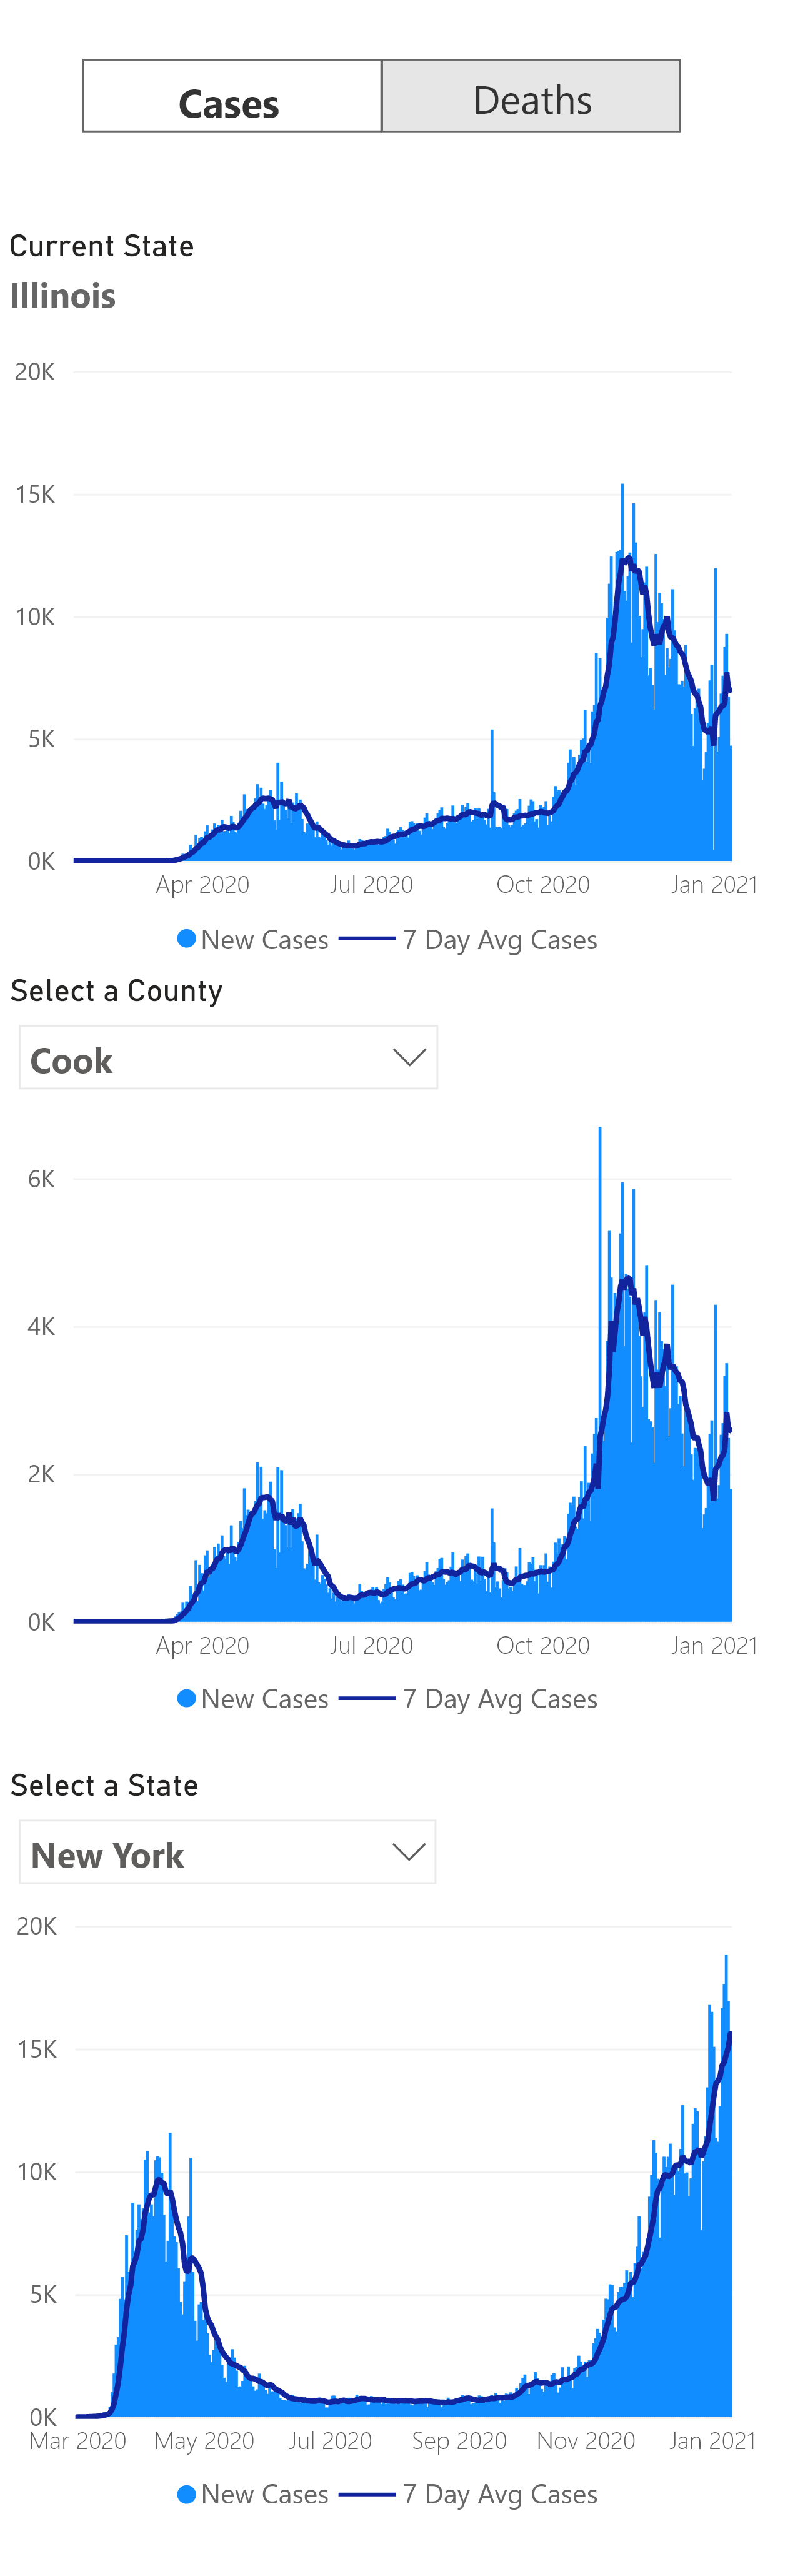 Cases Deaths
Current State
Illinois
20K
15K
10K
5K
0K
Apr 2020 Jul 2020 Oct 2020 Jan 2021
New Cases 7 Day Avg Cases
Select a County
Cook
6K
4K
2K
0K
Apr 2020 Jul 2020 Oct 2020 Jan 2021
New Cases 7 Day Avg Cases
Select a State
New York
20K
15K
10K
5K
0K
Mar 2020 May 2020 Jul 2020 Sep 2020 Nov 2020 Jan 2021
New Cases 7 Day Avg Cases